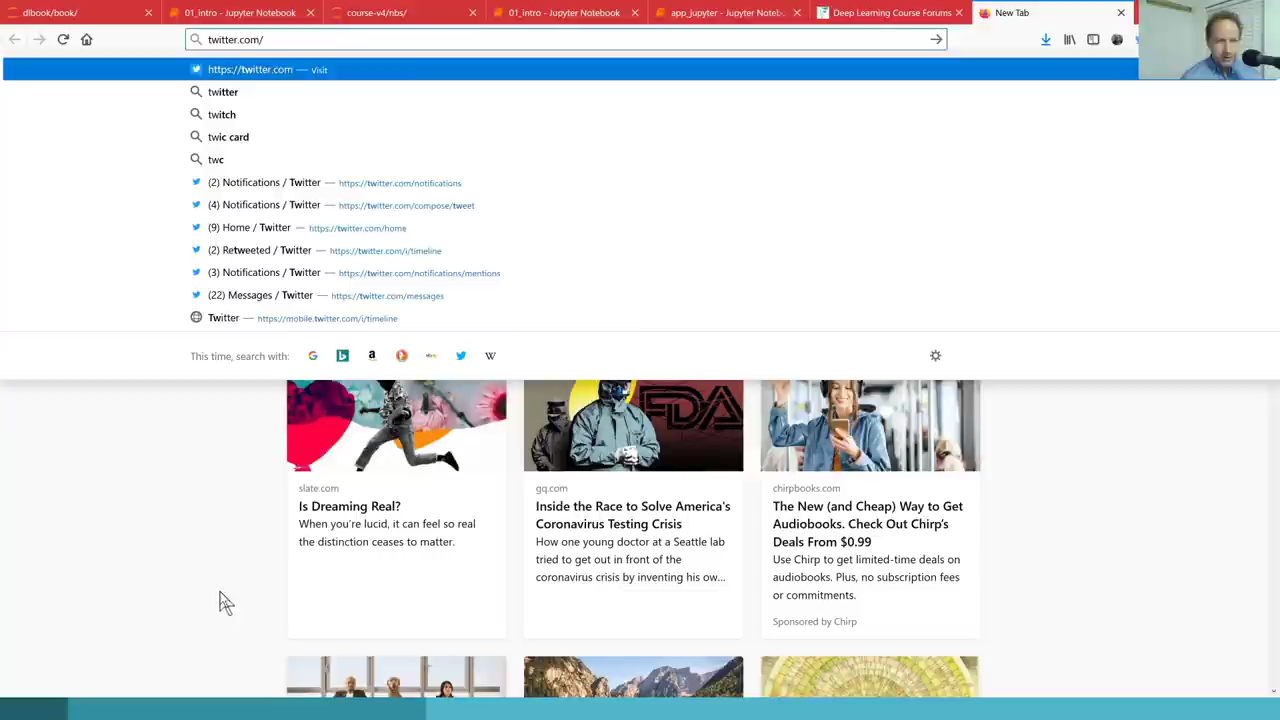 dlbook/book/
01_intro - Jupyter Notebook
course-v4/nbs/
01_intro - Jupyter Notebook
app_jupyter - Jupyter Notebo
Deep Learning Course Forums
New Tab
twitter.com/
https://twitter.com — Visit
twitter
twitch
twic card
twc
(2) Notifications / Twitter — https://twitter.com/notifications
(4) Notifications / Twitter — https://twitter.com/compose/tweet
(9) Home / Twitter — https://twitter.com/home
(2) Retweeted / Twitter — https://twitter.com/i/timeline
(3) Notifications / Twitter — https://twitter.com/notifications/mentions
(22) Messages / Twitter — https://twitter.com/messages
Twitter — https://mobile.twitter.com/i/timeline
This time, search with:
FDA
slate.com
Is Dreaming Real?
When you're lucid, it can feel so real
the distinction ceases to matter.
gq.com
Inside the Race to Solve America's
Coronavirus Testing Crisis
How one young doctor at a Seattle lab
tried to get out in front of the
coronavirus crisis by inventing his ow...
chirpbooks.com
The New (and Cheap) Way to Get
Audiobooks. Check Out Chirp's
Deals From $0.99
Use Chirp to get limited-time deals on
audiobooks. Plus, no subscription fees
or commitments.
Sponsored by Chirp